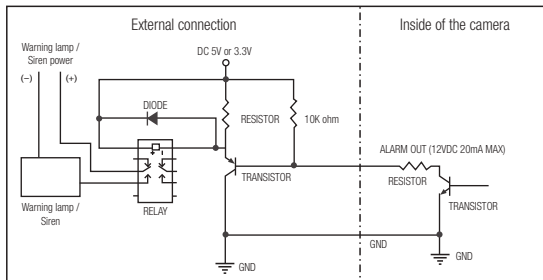 External connection
Inside of the camera
Warning lamp /
Siren power
(−)
(+)
DC 5V or 3.3V
DIODE
RESISTOR
10K ohm
ALARM OUT (12VDC 20mA MAX)
RESISTOR
TRANSISTOR
TRANSISTOR
Warning lamp /
Siren
RELAY
GND
GND
GND